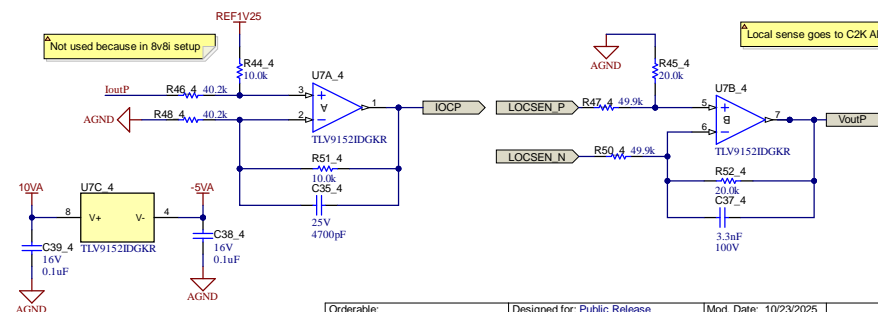 REF1V25
Not used because in 8v8i setup
R44_4
10.0k
U7A_4
IoutP
R46_4 40.2k
3
1
IOCP
A
AGND
R48_4 40.2k
2
TLV9152IDGKR
R51_4
10.0k
C35_4
25V
4700pF
Local sense goes to C2K
AGND
R45_4
20.0k
U7B_4
LOCSEN_P
R47_4 49.9k
5
7
VoutP
B
6
LOCSEN_N
R50_4 49.9k
TLV9152IDGKR
R52_4
20.0k
C37_4
3.3nF
100V
10VA
U7C_4
-5VA
8
V+
V-
4
TLV9152IDGKR
C39_4
16V
0.1uF
C38_4
16V
0.1uF
AGND
AGND
Orderable:
Designed for: Public Release
Mod. Date: 10/23/2025